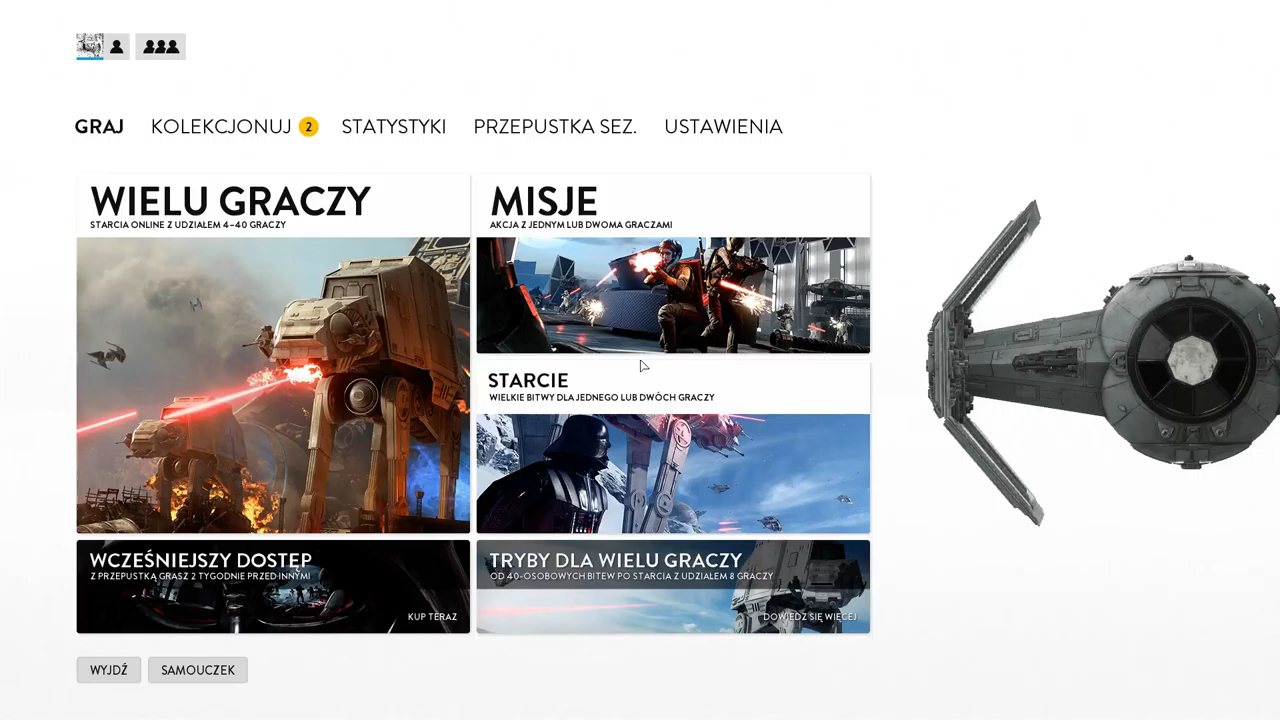 GRAJ KOLEKCJONUJ 2 STATYSTYKI PRZEPUSTKA SEZ. USTAWIENIA
WIELU GRACZY
STARCIA ONLINE Z UDZIAŁEM 4-40 GRACZY
MISJE
AKCJA Z JEDNYM LUB DWOMA GRACZAMI
STARCIE
WIELKIE BITWY DLA JEDNEGO LUB DWÓCH GRACZY
WCZEŚNIEJSZY DOSTĘP
Z PRZEPUSTKĄ GRASZ 2 TYGODNIE PRZED INNYMI
KUP TERAZ
TRYBY DLA WIELU GRACZY
OD 40-OSOBOWYCH BITEW PO STARCIA Z UDZIAŁEM 8 GRACZY
DOWIEDZ SIĘ WIĘCEJ
WYJDŹ SAMOUCZEK